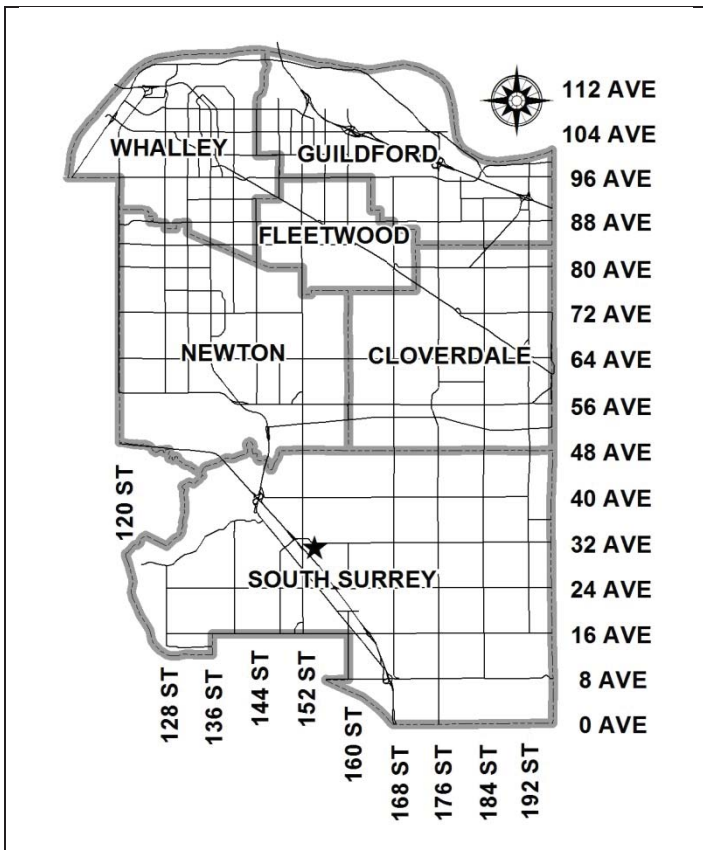 112 AVE
104 AVE
WHALLEY
GUILDFORD
96 AVE
88 AVE
FLEETWOOD
80 AVE
72 AVE
NEWTON
CLOVERDALE
64 AVE
56 AVE
48 AVE
120 ST
40 AVE
32 AVE
SOUTH SURREY
24 AVE
16 AVE
128 ST
136 ST
144 ST
152 ST
160 ST
8 AVE
0 AVE
168 ST
176 ST
184 ST
192 ST